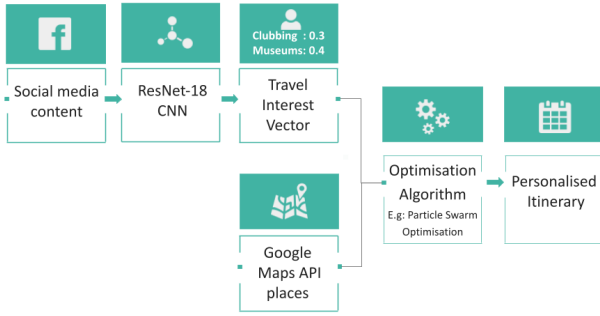 Clubbing : 0.3
Museums: 0.4
Social media
content
ResNet-18
CNN
Travel
Interest
Vector
Optimisation
Algorithm
E.g: Particle Swarm
Optimisation
Personalised
Itinerary
Google
Maps API
places